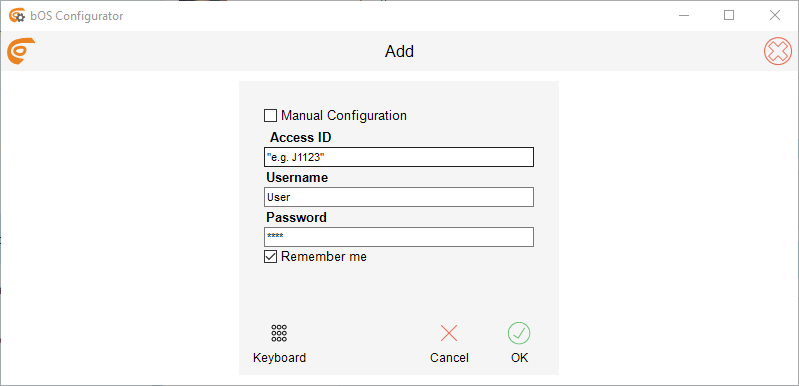 bOS Configurator
Add
Manual Configuration
Access ID
"e.g. J1123"
Username
User
Password
****
Remember me
Keyboard
Cancel
OK